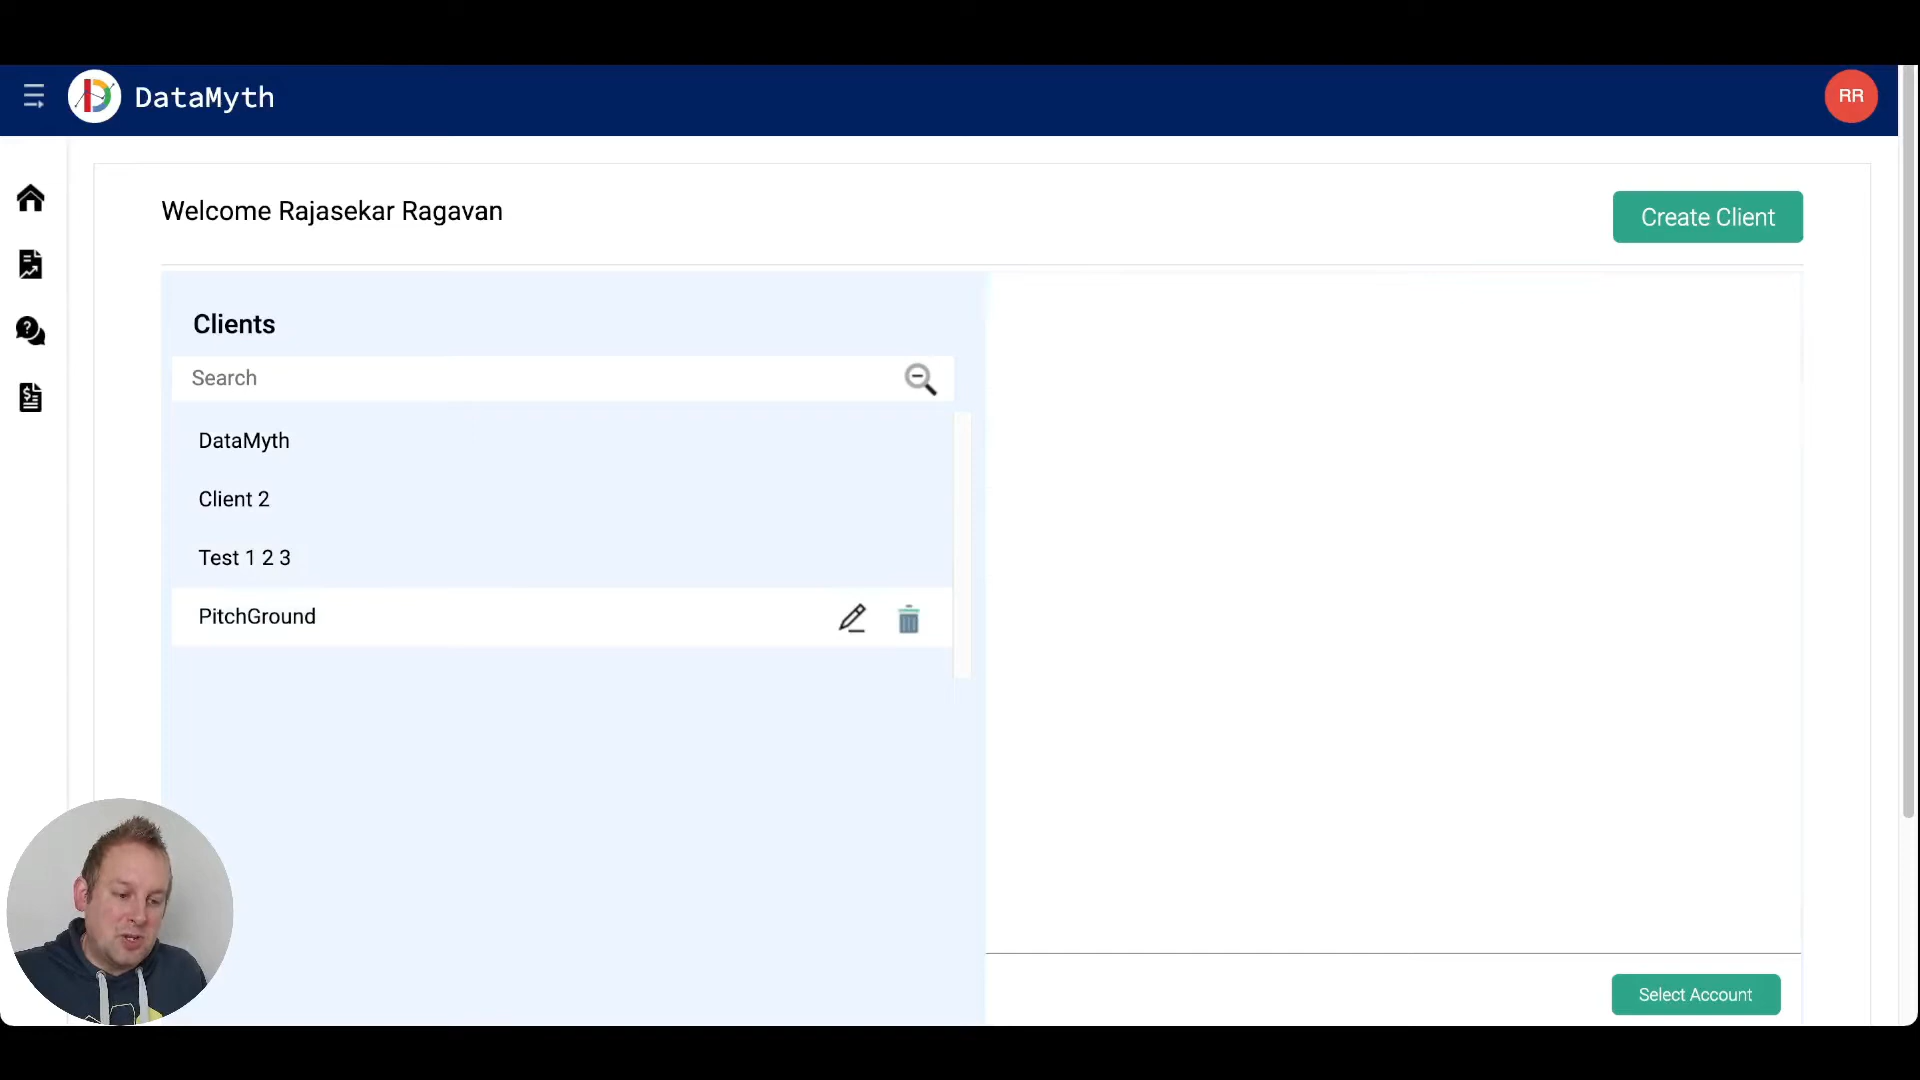 DataMyth
RR
Welcome Rajasekar Ragavan
Create Client
Clients
Search
DataMyth
Client 2
Test 1 2 3
PitchGround
Select Account